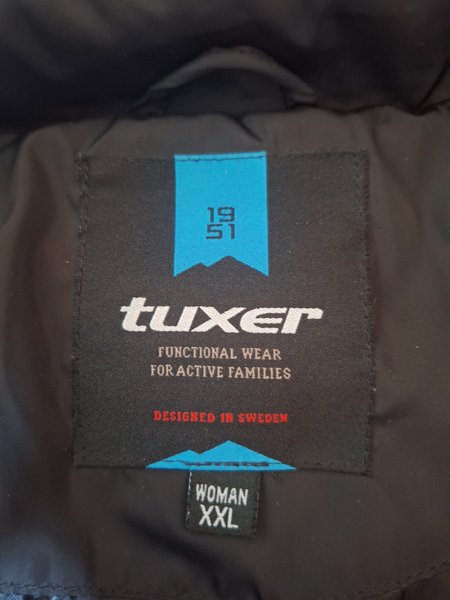 19
51
tuxer
FUNCTIONAL WEAR
FOR ACTIVE FAMILIES
DESIGNED IN SWEDEN
WOMAN
XXL